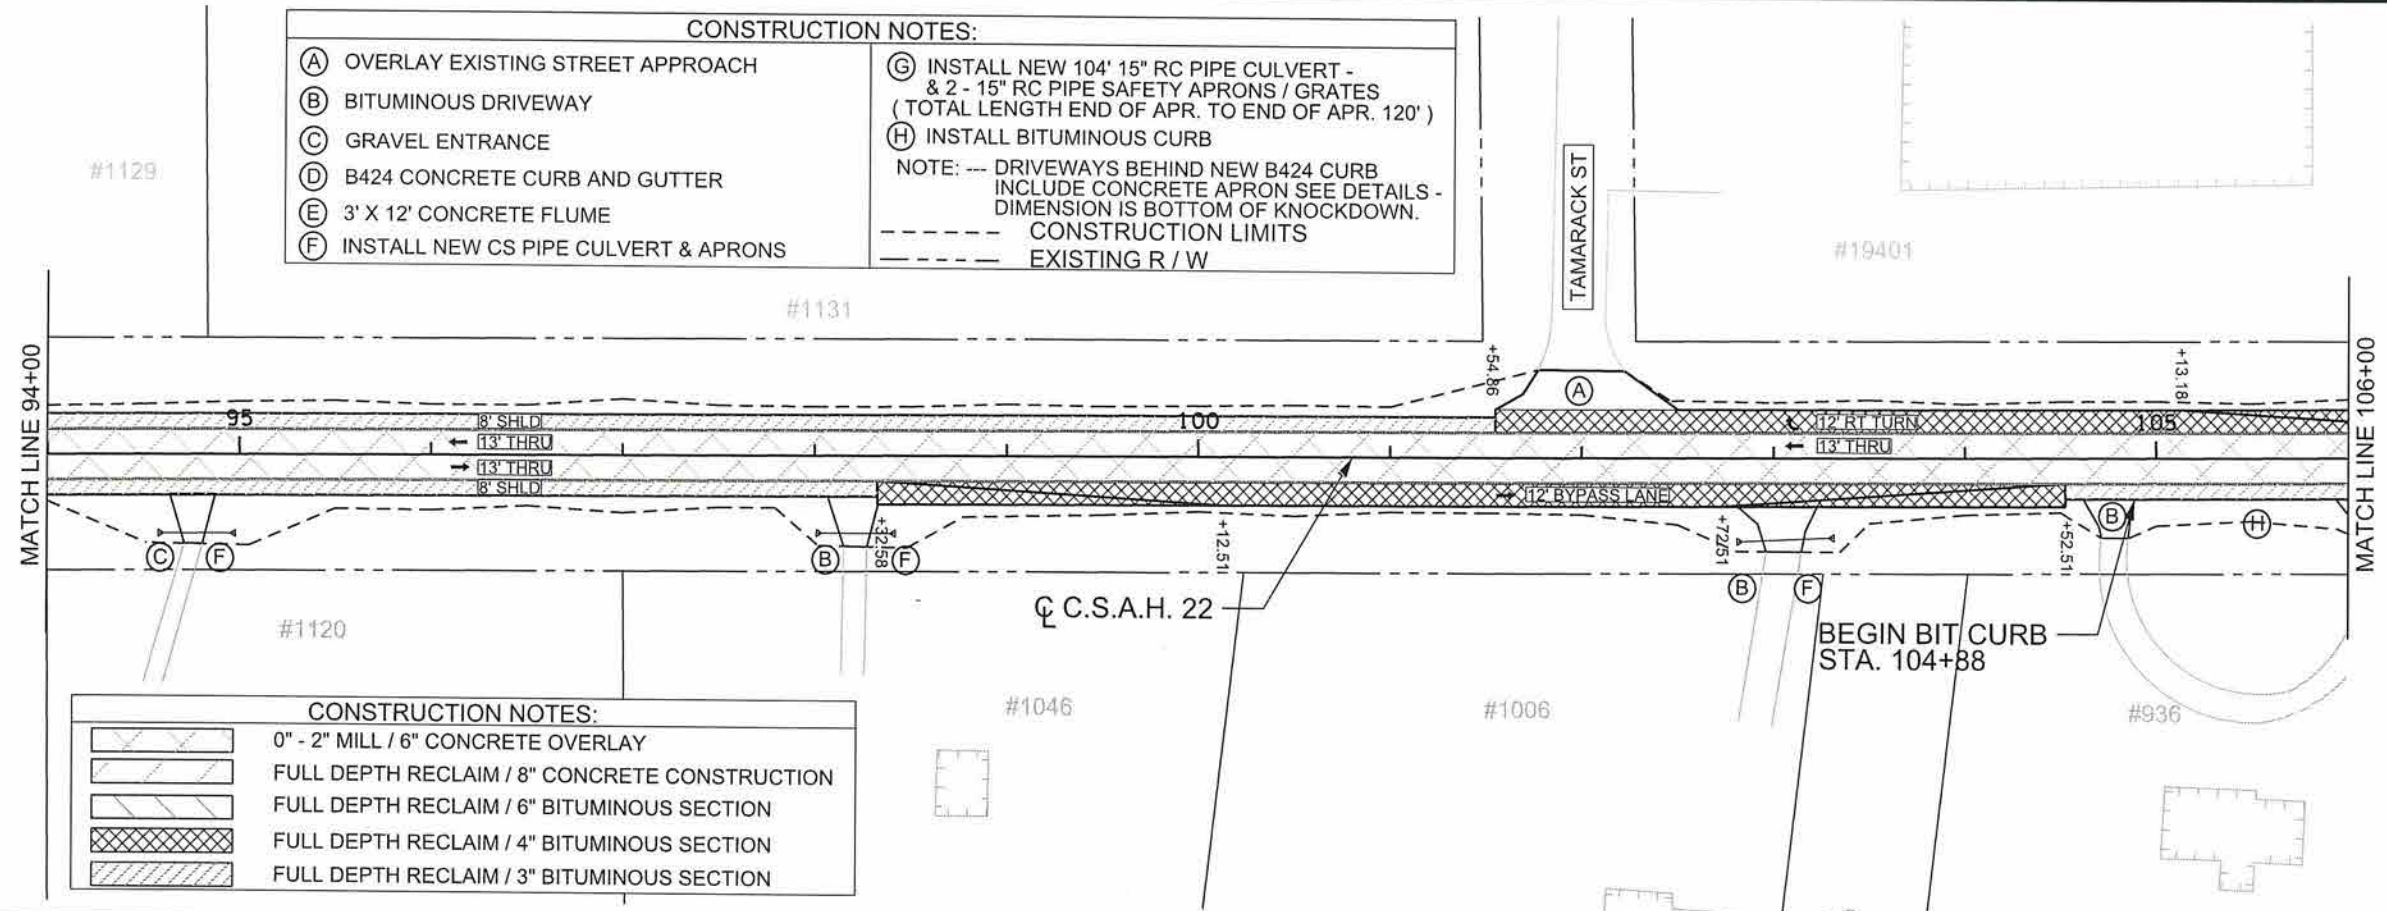 CONSTRUCTION NOTES:
Ⓐ OVERLAY EXISTING STREET APPROACH
Ⓑ BITUMINOUS DRIVEWAY
Ⓒ GRAVEL ENTRANCE
Ⓓ B424 CONCRETE CURB AND GUTTER
Ⓔ 3' X 12' CONCRETE FLUME
Ⓕ INSTALL NEW CS PIPE CULVERT & APRONS
Ⓖ INSTALL NEW 104' 15" RC PIPE CULVERT -
& 2 - 15" RC PIPE SAFETY APRONS / GRATES
( TOTAL LENGTH END OF APR. TO END OF APR. 120' )
Ⓗ INSTALL BITUMINOUS CURB
NOTE: --- DRIVEWAYS BEHIND NEW B424 CURB
INCLUDE CONCRETE APRON SEE DETAILS -
DIMENSION IS BOTTOM OF KNOCKDOWN.
CONSTRUCTION LIMITS
EXISTING R / W
#1129
#1131
TAMARACK ST
#19401
MATCH LINE 94+00
MATCH LINE 106+00
+54.86
+13.18
Ⓐ
95
8' SHLD
100
12' RT TURN
105
13' THRU
13' THRU
13' THRU
8' SHLD
12' BYPASS LANE
Ⓒ
Ⓕ
Ⓑ
+32.58
Ⓕ
+12.51
+72.51
+52.51
Ⓑ
Ⓗ
Ⓑ
Ⓕ
℄ C.S.A.H. 22
BEGIN BIT CURB
STA. 104+88
#1120
#1046
#1006
#936
CONSTRUCTION NOTES:
0" - 2" MILL / 6" CONCRETE OVERLAY
FULL DEPTH RECLAIM / 8" CONCRETE CONSTRUCTION
FULL DEPTH RECLAIM / 6" BITUMINOUS SECTION
FULL DEPTH RECLAIM / 4" BITUMINOUS SECTION
FULL DEPTH RECLAIM / 3" BITUMINOUS SECTION